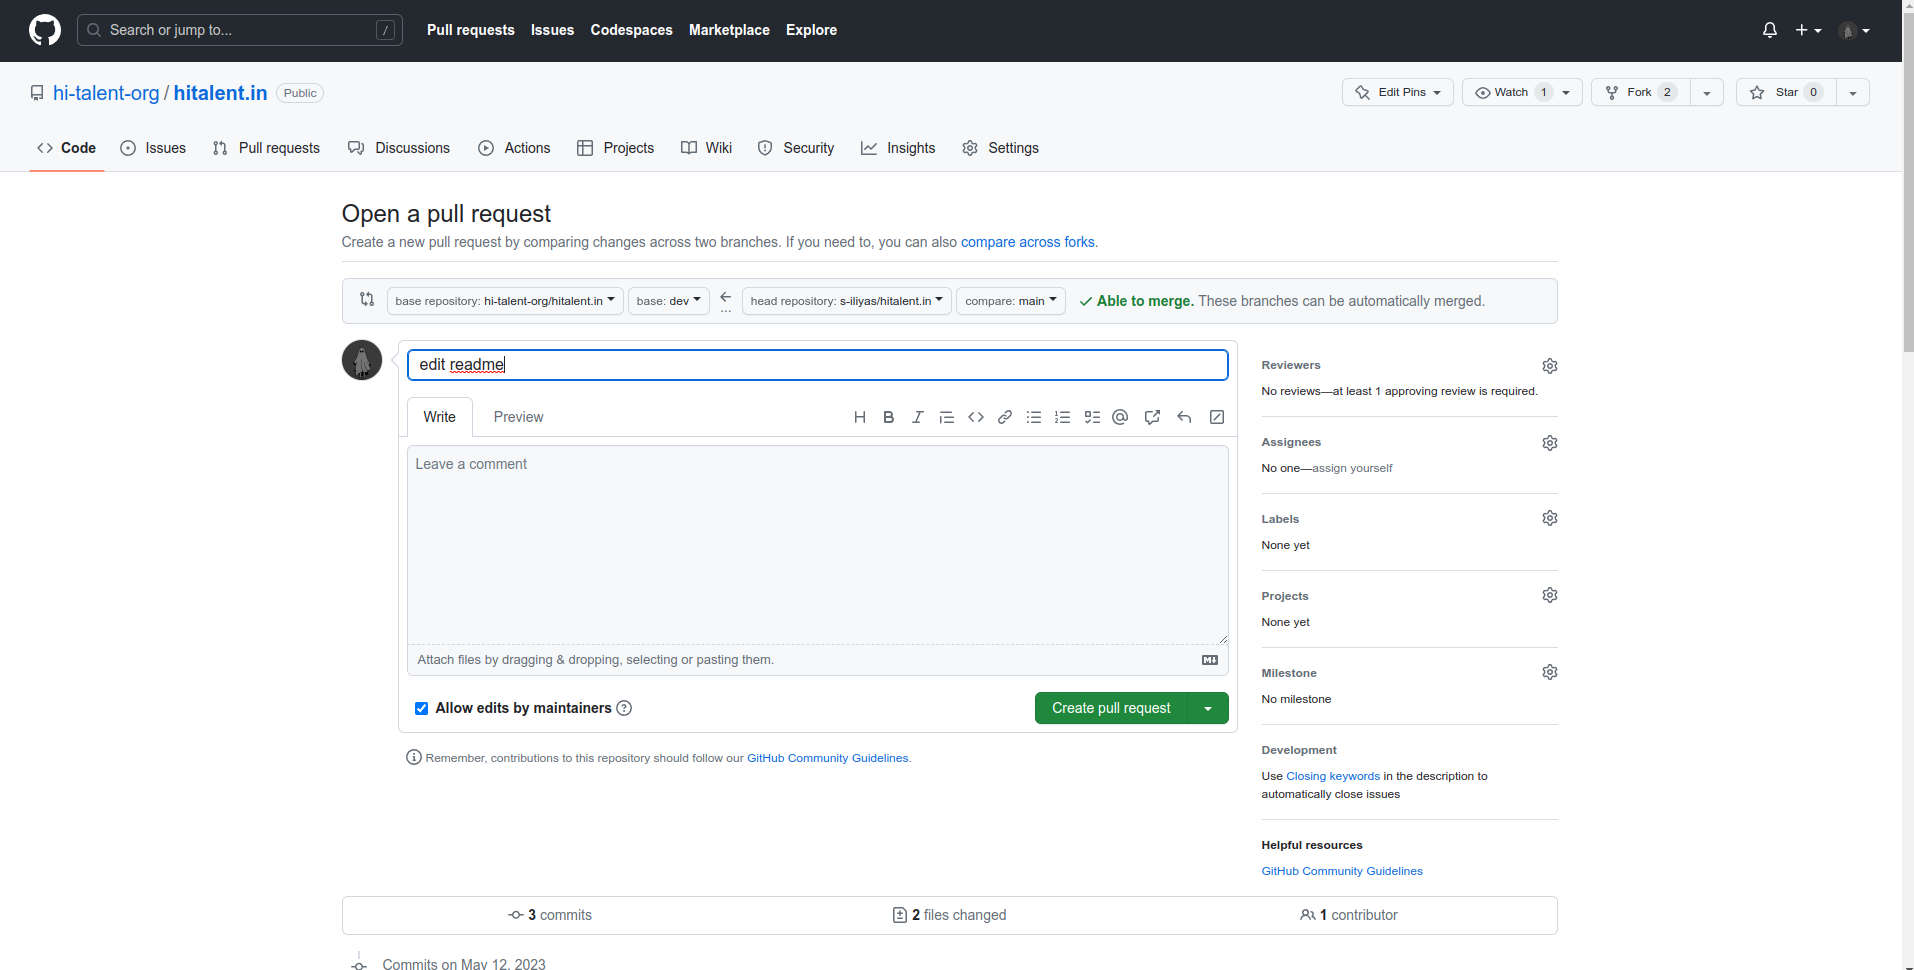 Search or jump to... /
Pull requests Issues Codespaces Marketplace Explore
hi-talent-org / hitalent.in Public
Edit Pins Watch 1 Fork 2 Star 0
Code Issues Pull requests Discussions Actions Projects Wiki Security Insights Settings
Open a pull request
Create a new pull request by comparing changes across two branches. If you need to, you can also compare across forks.
base repository: hi-talent-org/hitalent.in base: dev ... head repository: s-iliyas/hitalent.in compare: main Able to merge. These branches can be automatically merged.
edit readme
Write Preview
Leave a comment
Attach files by dragging & dropping, selecting or pasting them.
Allow edits by maintainers
Create pull request
Remember, contributions to this repository should follow our GitHub Community Guidelines.
Reviewers
No reviews—at least 1 approving review is required.
Assignees
No one—assign yourself
Labels
None yet
Projects
None yet
Milestone
No milestone
Development
Use Closing keywords in the description to
automatically close issues
Helpful resources
GitHub Community Guidelines
3 commits 2 files changed 1 contributor
Commits on May 12, 2023